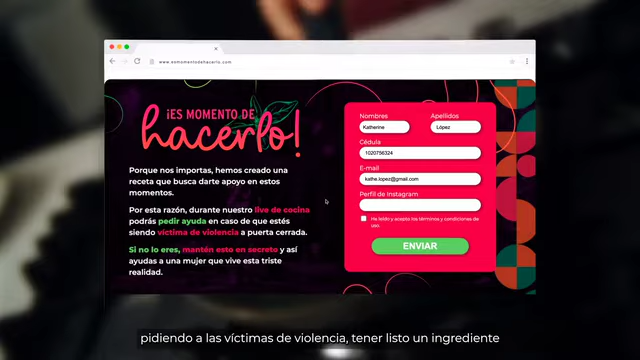 www.esmomentodehacerlo.com
¡ES MOMENTO DE
hacerlo!
Porque nos importas, hemos creado una
receta que busca darte apoyo en estos
momentos.
Por esta razón, durante nuestro live de cocina
podrás pedir ayuda en caso de que estés
siendo víctima de violencia a puerta cerrada.
Si no lo eres, mantén esto en secreto y así
ayudas a una mujer que vive esta triste
realidad.
Nombres
Apellidos
Katherine
López
Cédula
1020756324
E-mail
kathe.lopez@gmail.com
Perfil de Instagram
He leído y acepto los términos y condiciones de
uso.
ENVIAR
pidiendo a las víctimas de violencia, tener listo un ingrediente